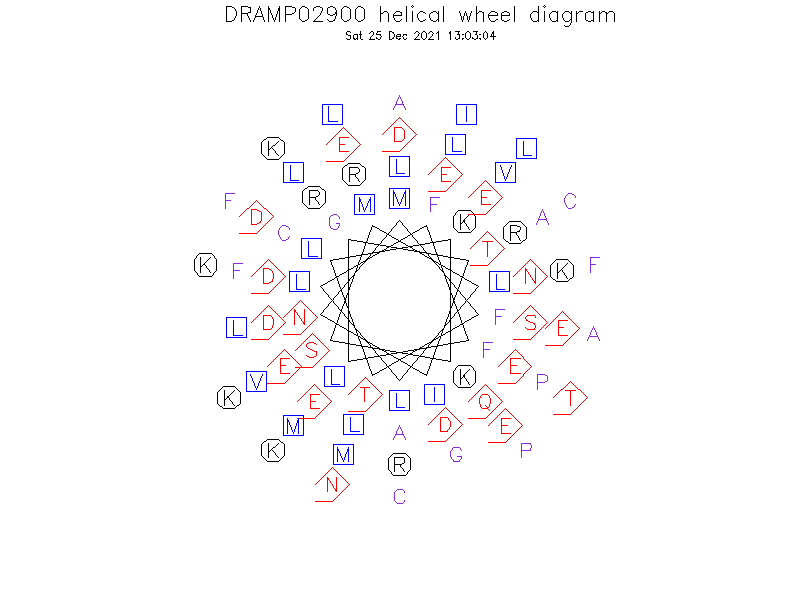 DRAMP02900 helical wheel diagram
Sat 25 Dec 2021 13:03:04
A
L I
D
E L
K L
L R L E V
M M F E C
F D R G K R A
C L T
K F D L L N K F
L D N F S E A
S F
V E L K E P
K E T L I Q T
M L A D E
K M R G P
N C